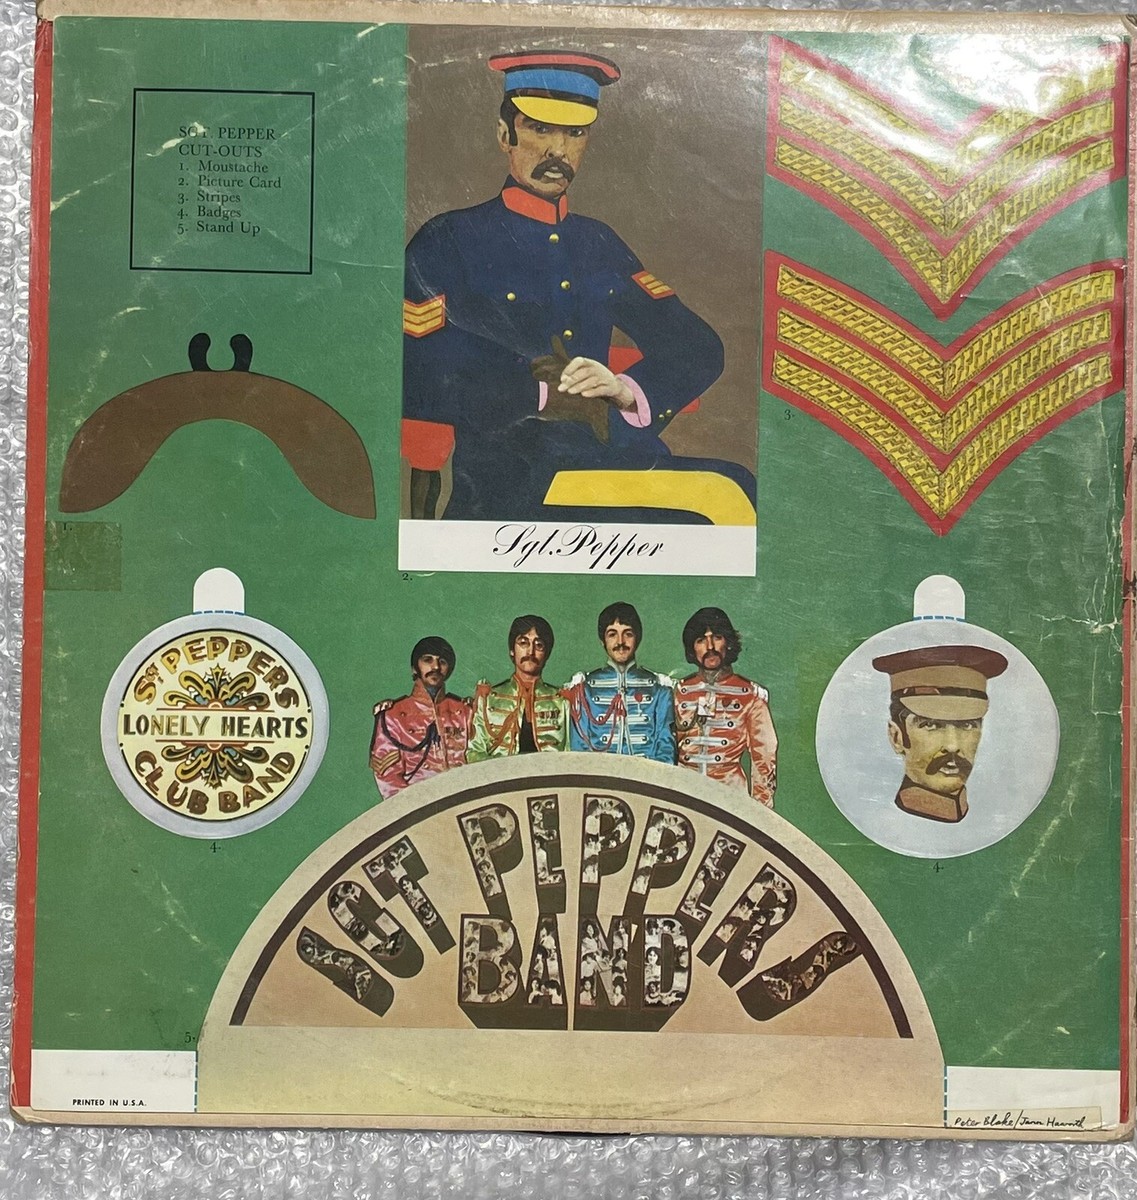 SGT. PEPPER
CUT-OUTS
1. Moustache
2. Picture Card
3. Stripes
4. Badges
5. Stand Up
1.
Sgt. Pepper
2.
3.
SGT PEPPERS
LONELY HEARTS
CLUB BAND
4.
4.
SGT PEPPERS
BAND
5.
PRINTED IN U.S.A.
Peter Blake/Jann Haworth